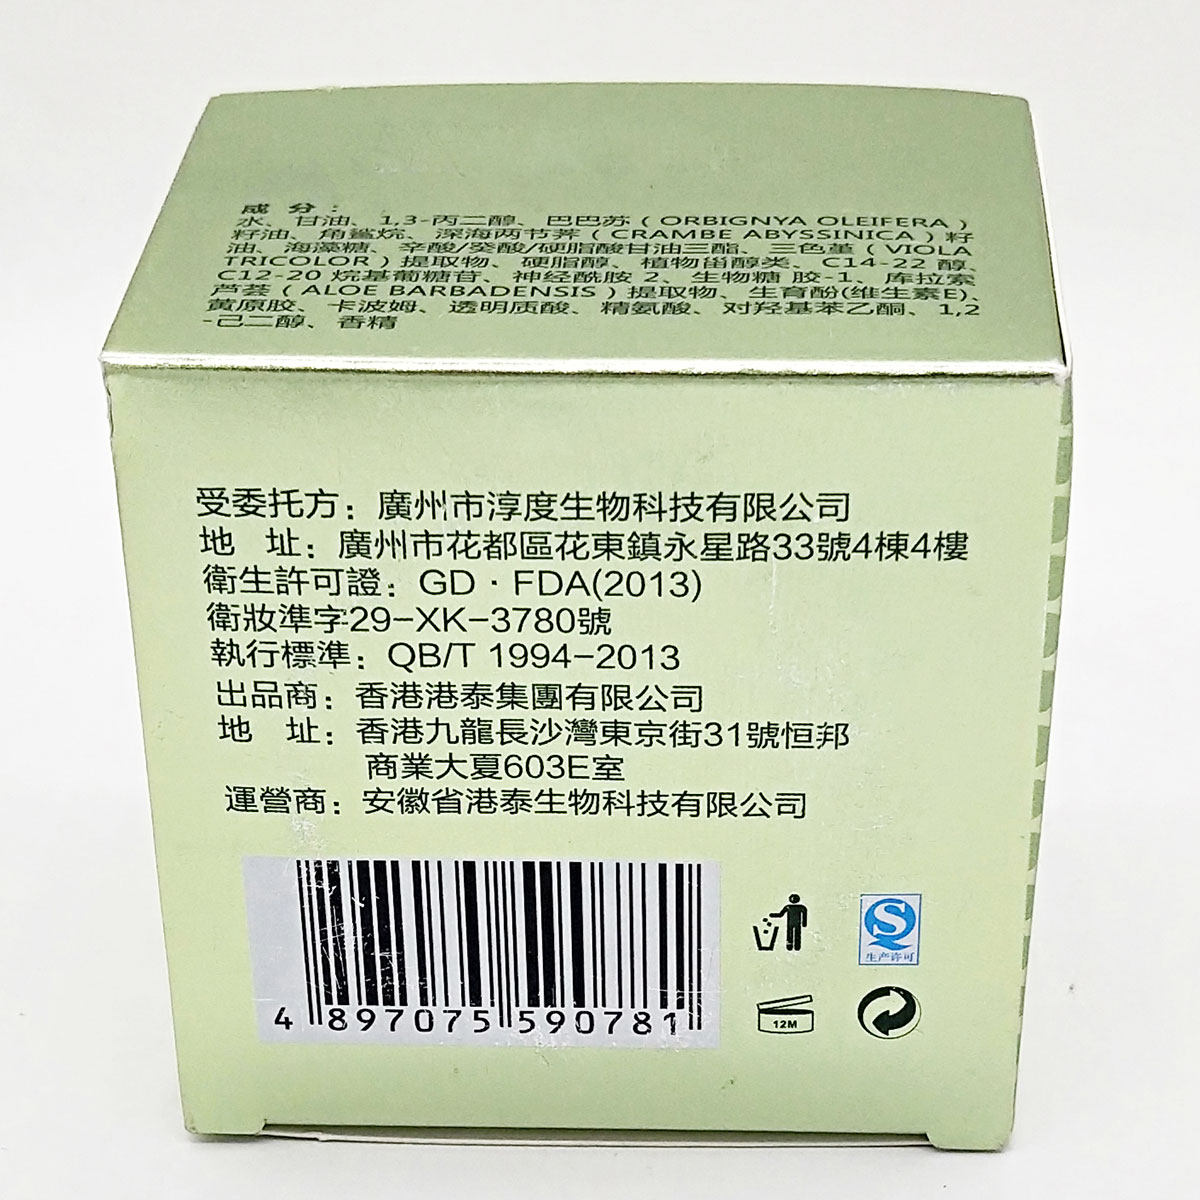 成 分：
水、甘油、1,3-丙二醇、巴巴苏（ORBIGNYA OLEIFERA）
籽油、角鲨烷、深海两节荠（CRAMBE ABYSSINICA）籽
油、海藻糖、辛酸/癸酸/硬脂酸甘油三酯、三色堇（VIOLA
TRICOLOR）提取物、硬脂醇、植物甾醇类、C14-22 醇、
C12-20 烷基葡糖苷、神经酰胺 2、生物糖 胶-1、库拉索
芦荟（ALOE BARBADENSIS）提取物、生育酚(维生素E)、
黄原胶、卡波姆、透明质酸、精氨酸、对羟基苯乙酮、1,2
-己二醇、香精
受委托方：廣州市淳度生物科技有限公司
地 址：廣州市花都區花東鎮永星路33號4棟4樓
衛生許可證：GD·FDA(2013)
衛妝準字29-XK-3780號
執行標準：QB/T 1994-2013
出品商：香港港泰集團有限公司
地 址：香港九龍長沙灣東京街31號恒邦
商業大夏603E室
運營商：安徽省港泰生物科技有限公司
4 897075 590781
S
生产许可
12M